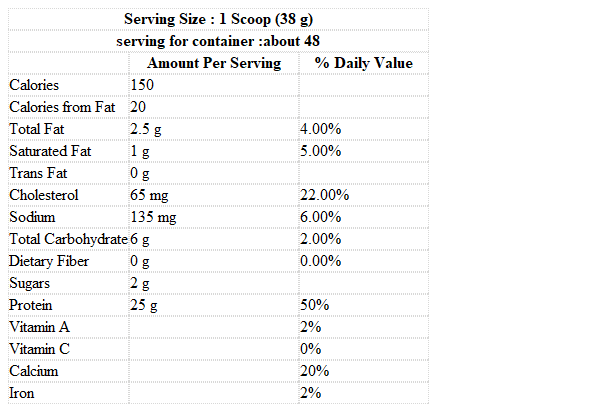 Serving Size : 1 Scoop (38 g)
serving for container :about 48
Amount Per Serving % Daily Value
Calories 150
Calories from Fat 20
Total Fat 2.5 g 4.00%
Saturated Fat 1 g 5.00%
Trans Fat 0 g
Cholesterol 65 mg 22.00%
Sodium 135 mg 6.00%
Total Carbohydrate 6 g 2.00%
Dietary Fiber 0 g 0.00%
Sugars 2 g
Protein 25 g 50%
Vitamin A 2%
Vitamin C 0%
Calcium 20%
Iron 2%